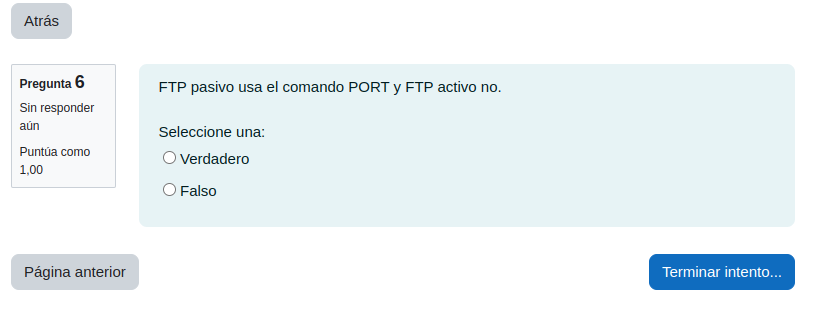 Atrás
Pregunta 6
Sin responder
aún
Puntúa como
1,00
FTP pasivo usa el comando PORT y FTP activo no.
Seleccione una:
Verdadero
Falso
Página anterior
Terminar intento...